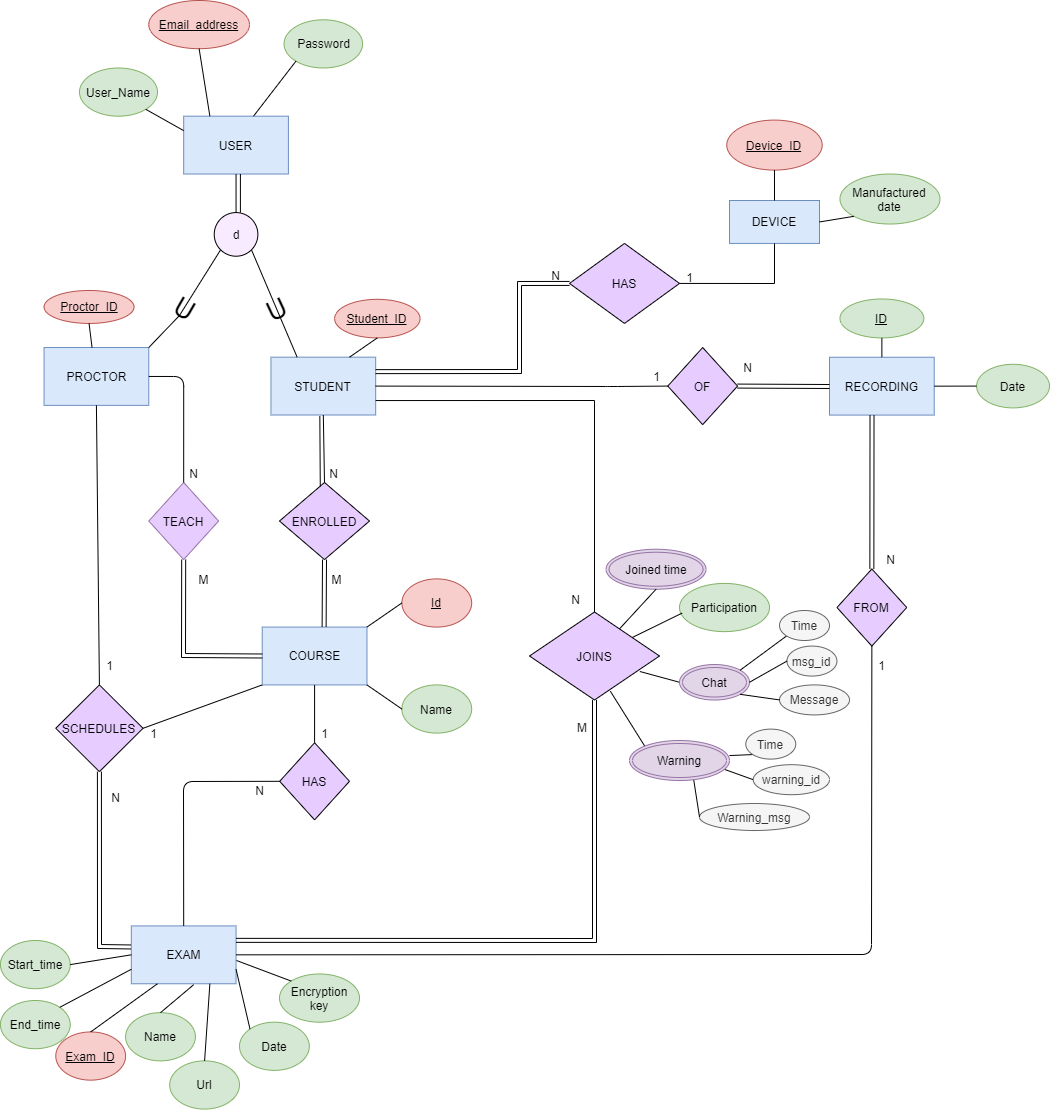 Email_address
Password
User_Name
USER
Device_ID
Manufactured
date
DEVICE
d
N
HAS
1
Proctor_ID
Student_ID
ID
PROCTOR
STUDENT
1
OF
N
RECORDING
Date
N
N
TEACH
ENROLLED
M
M
N
Joined time
N
Id
Participation
FROM
Time
COURSE
JOINS
msg_id
1
1
Chat
Message
Name
SCHEDULES
1
1
M
Time
Warning
HAS
warning_id
N
N
Warning_msg
EXAM
Start_time
Encryption
key
End_time
Name
Date
Exam_ID
Url